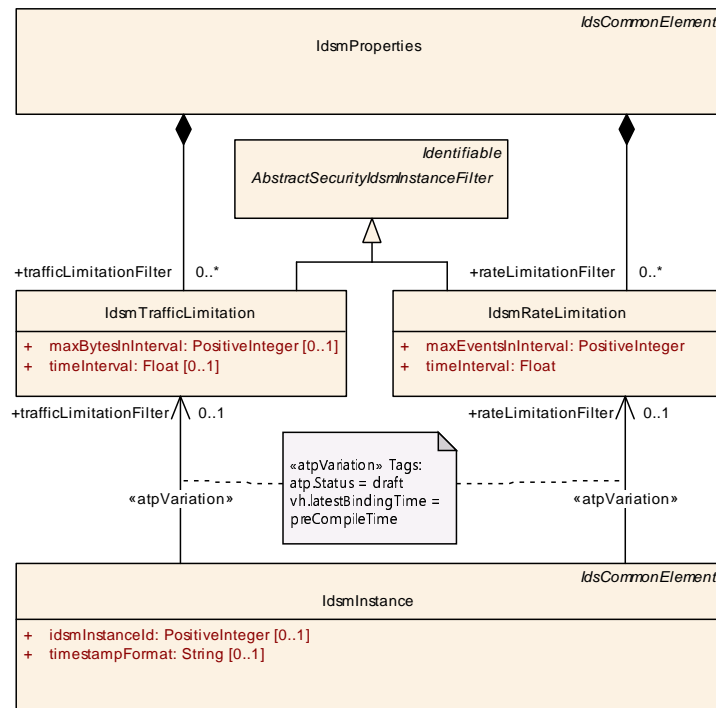 IdsCommonElement
IdsmProperties
Identifiable
AbstractSecurityIdsmInstanceFilter
+trafficLimitationFilter 0..*
+rateLimitationFilter 0..*
IdsmTrafficLimitation
+ maxBytesInInterval: PositiveInteger [0..1]
+ timeInterval: Float [0..1]
IdsmRateLimitation
+ maxEventsInInterval: PositiveInteger
+ timeInterval: Float
+trafficLimitationFilter 0..1
+rateLimitationFilter 0..1
«atpVariation» Tags:
atp.Status = draft
vh.latestBindingTime =
preCompileTime
«atpVariation»
«atpVariation»
IdsCommonElement
IdsmInstance
+ idsmInstanceId: PositiveInteger [0..1]
+ timestampFormat: String [0..1]